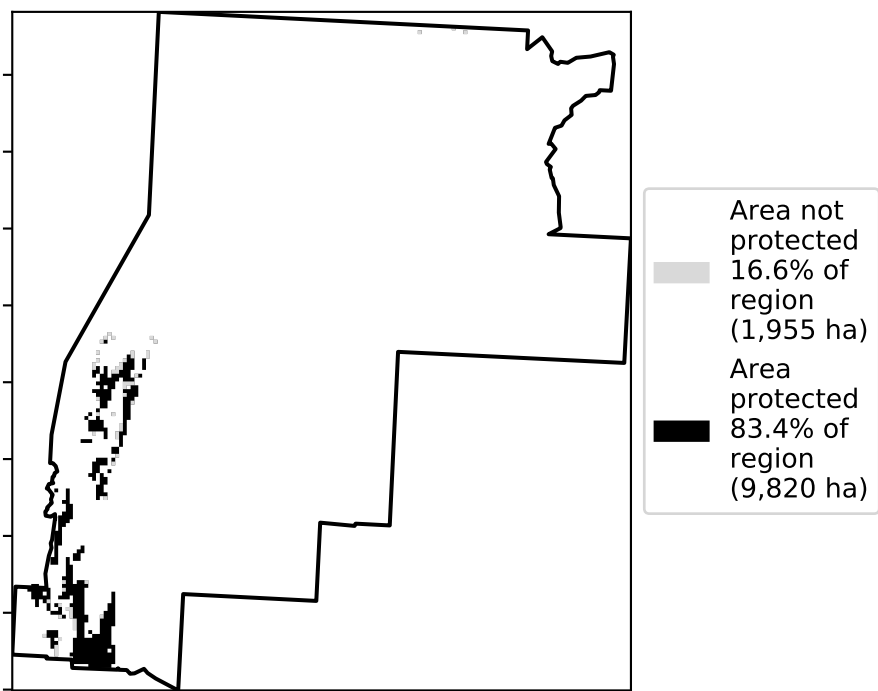 Area not
protected
16.6% of
region
(1,955 ha)
Area
protected
83.4% of
region
(9,820 ha)